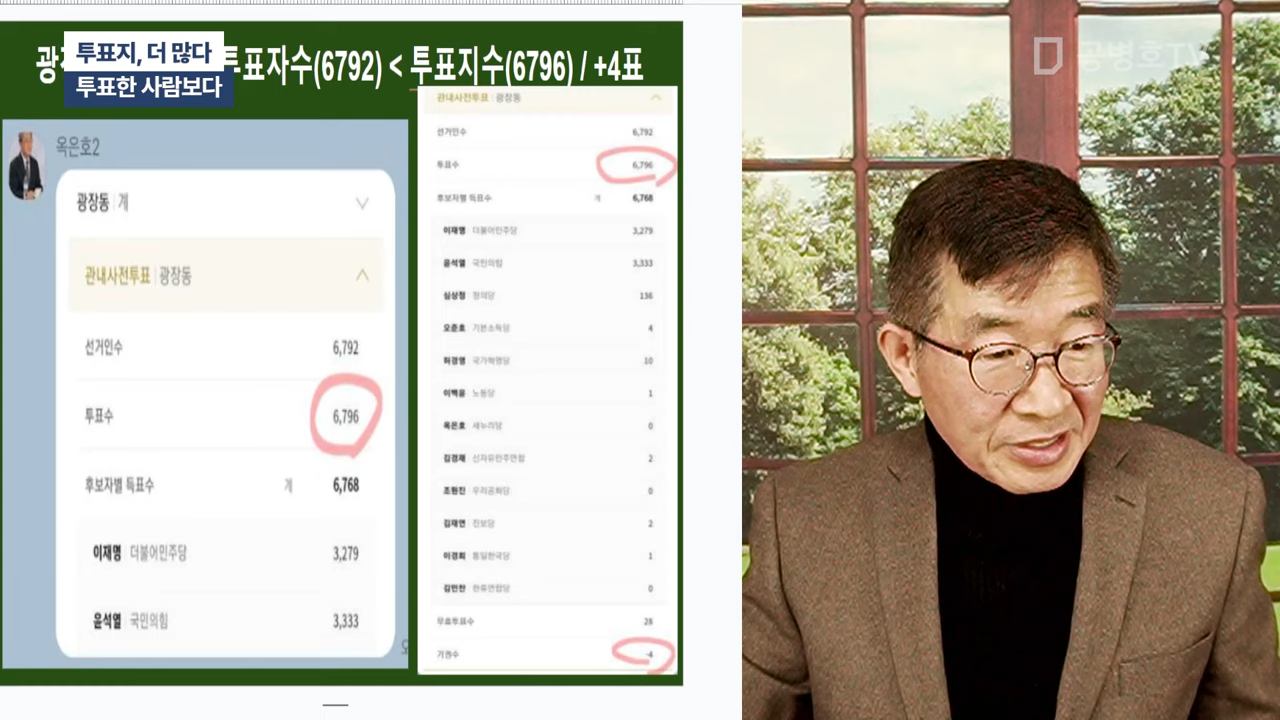 투표지, 더 많다
투표한 사람보다
투표자수(6792) < 투표지수(6796) / +4표
공병호TV
옥은호2
광장동 계
관내사전투표 광장동
선거인수 6,792
투표수 6,796
후보자별 득표수 계 6,768
이재명 더불어민주당 3,279
윤석열 국민의힘 3,333
관내사전투표 광장동
선거인수 6,792
투표수 6,796
후보자별 득표수 계 6,768
이재명 더불어민주당 3,279
윤석열 국민의힘 3,333
심상정 정의당 136
오준호 기본소득당 4
허경영 국가혁명당 10
이백윤 노동당 1
옥은호 새누리당 0
김경재 신자유민주연합 2
조원진 우리공화당 0
김재연 진보당 2
이경희 통일한국당 1
김민찬 한류연합당 0
무효투표수 28
기권수 -4